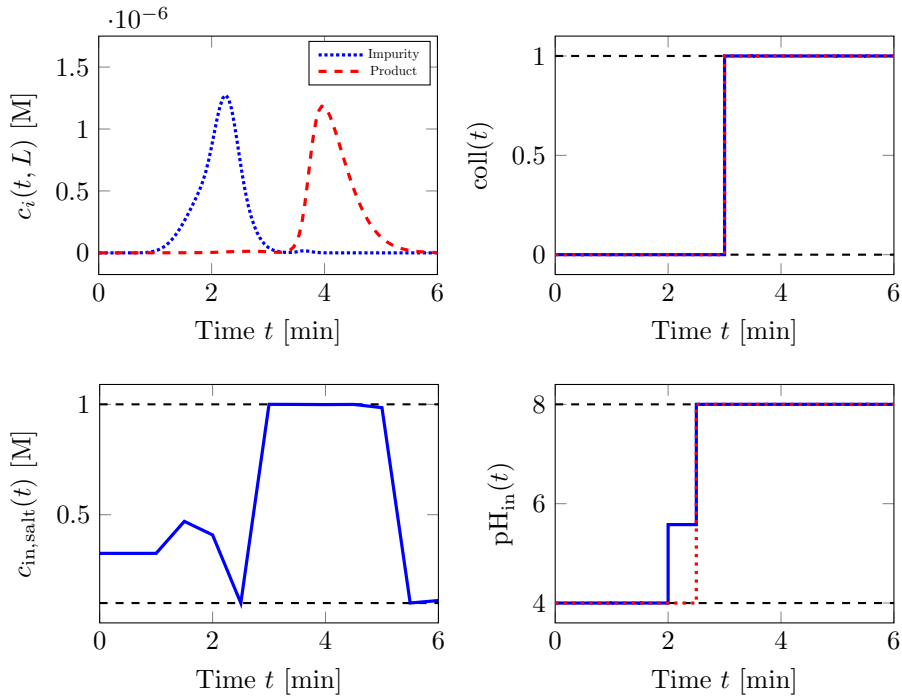 ·10⁻⁶
1.5
1
0.5
0
0 2 4 6
Time t [min]
c_i(t, L) [M]
Impurity
Product
1
0.5
0
0 2 4 6
Time t [min]
coll(t)
1
0.5
0 2 4 6
Time t [min]
c_in,salt(t) [M]
8
6
4
0 2 4 6
Time t [min]
pH_in(t)